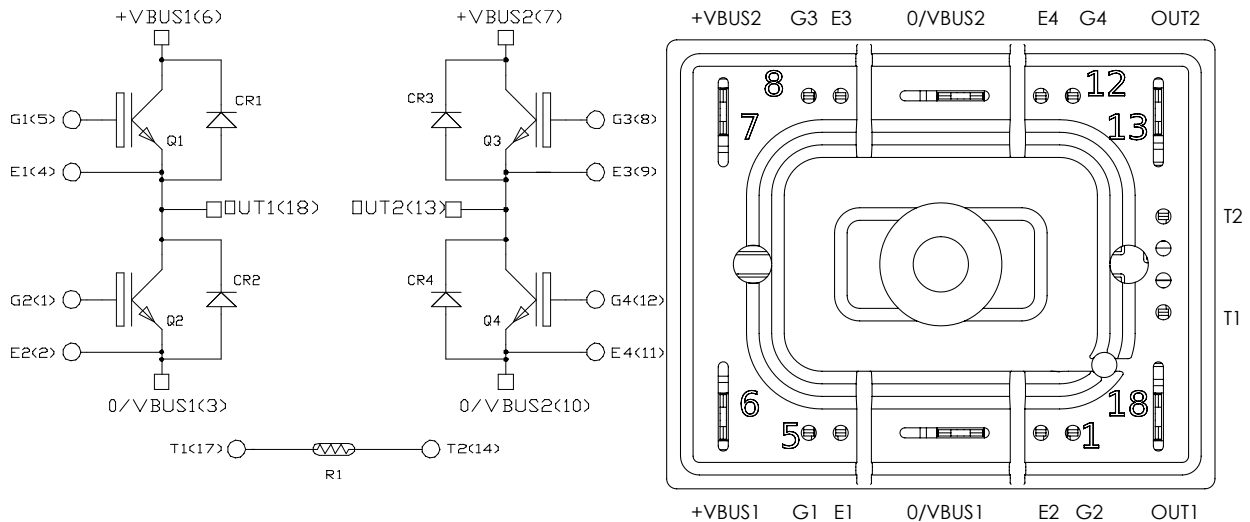 +VBUS1(6)
+VBUS2(7)
CR1
CR3
G1(5)
Q1
Q3
G3(8)
E1(4)
E3(9)
OUT1(18)
OUT2(13)
CR2
CR4
G2(1)
Q2
Q4
G4(12)
E2(2)
E4(11)
0/VBUS1(3)
0/VBUS2(10)
T1(17)
T2(14)
R1
+VBUS2 G3 E3 0/VBUS2 E4 G4 OUT2
8 12
7 13
T2
T1
6 18
5 1
+VBUS1 G1 E1 0/VBUS1 E2 G2 OUT1